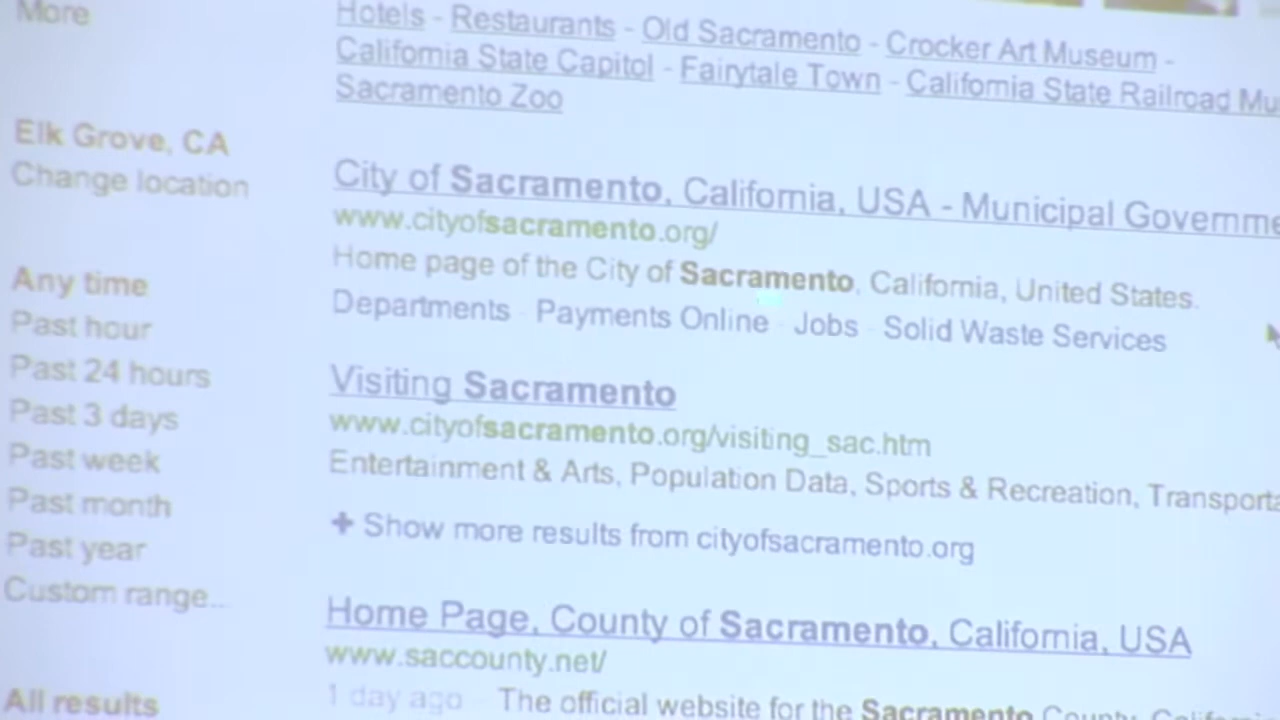 More
Hotels - Restaurants - Old Sacramento - Crocker Art Museum -
California State Capitol - Fairytale Town - California State Railroad Mu
Sacramento Zoo
Elk Grove, CA
Change location
City of Sacramento, California, USA - Municipal Governme
www.cityofsacramento.org/
Home page of the City of Sacramento, California, United States.
Departments - Payments Online - Jobs - Solid Waste Services
Any time
Past hour
Past 24 hours
Past 3 days
Past week
Past month
Past year
Custom range...
Visiting Sacramento
www.cityofsacramento.org/visiting_sac.htm
Entertainment & Arts, Population Data, Sports & Recreation, Transporta
+ Show more results from cityofsacramento.org
Home Page, County of Sacramento, California, USA
www.saccounty.net/
1 day ago - The official website for the Sacramento County, Californi
All results